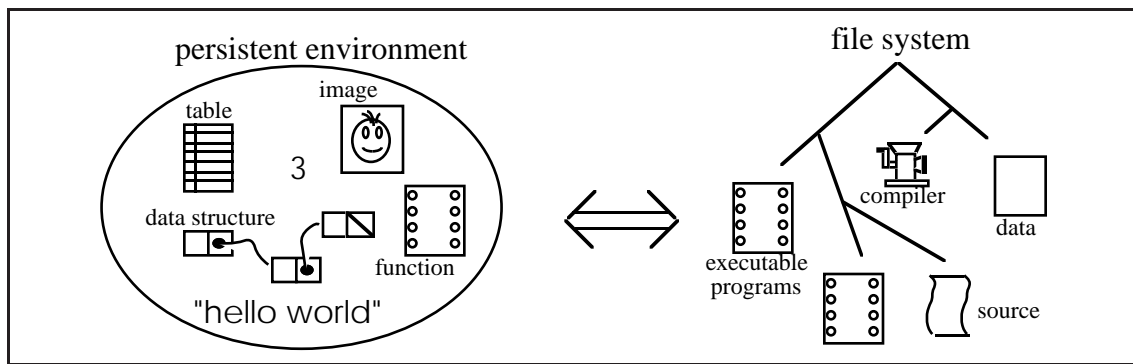 persistent environment
image
table
3
data structure
function
"hello world"
file system
compiler
data
executable
programs
source